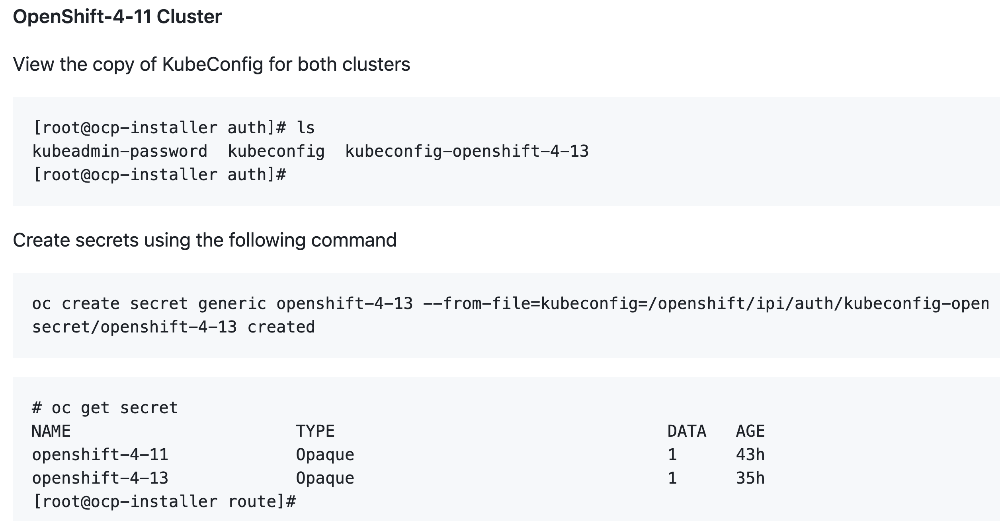 OpenShift-4-11 Cluster
View the copy of KubeConfig for both clusters
[root@ocp-installer auth]# ls
kubeadmin-password  kubeconfig  kubeconfig-openshift-4-13
[root@ocp-installer auth]#
Create secrets using the following command
oc create secret generic openshift-4-13 --from-file=kubeconfig=/openshift/ipi/auth/kubeconfig-open
secret/openshift-4-13 created
# oc get secret
NAME                           TYPE                                  DATA   AGE
openshift-4-11             Opaque                                1      43h
openshift-4-13             Opaque                                1      35h
[root@ocp-installer route]#